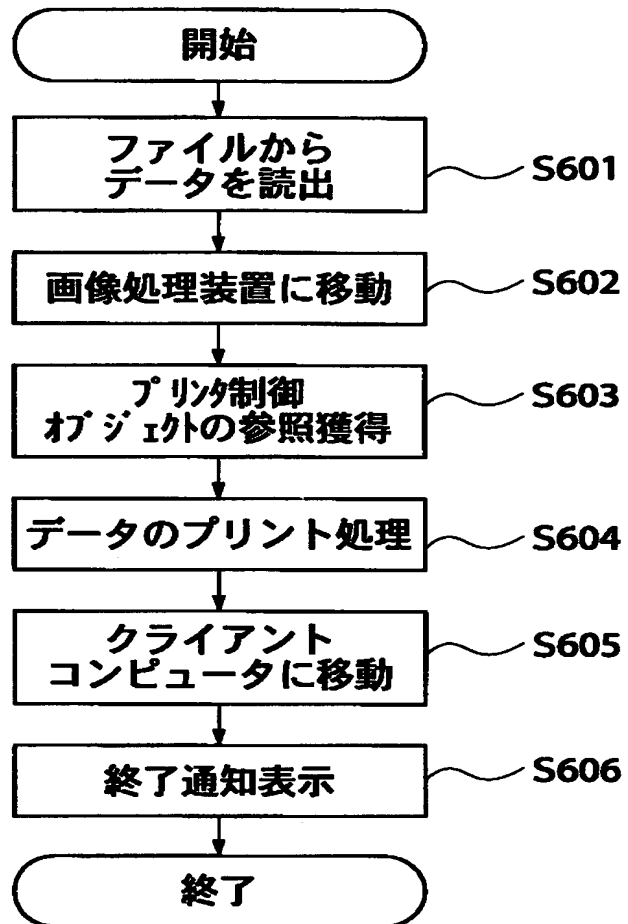 開始
ファイルから
データを読出
S601
画像処理装置に移動
S602
プリンタ制御
オブジェクトの参照獲得
S603
データのプリント処理
S604
クライアント
コンピュータに移動
S605
終了通知表示
S606
終了